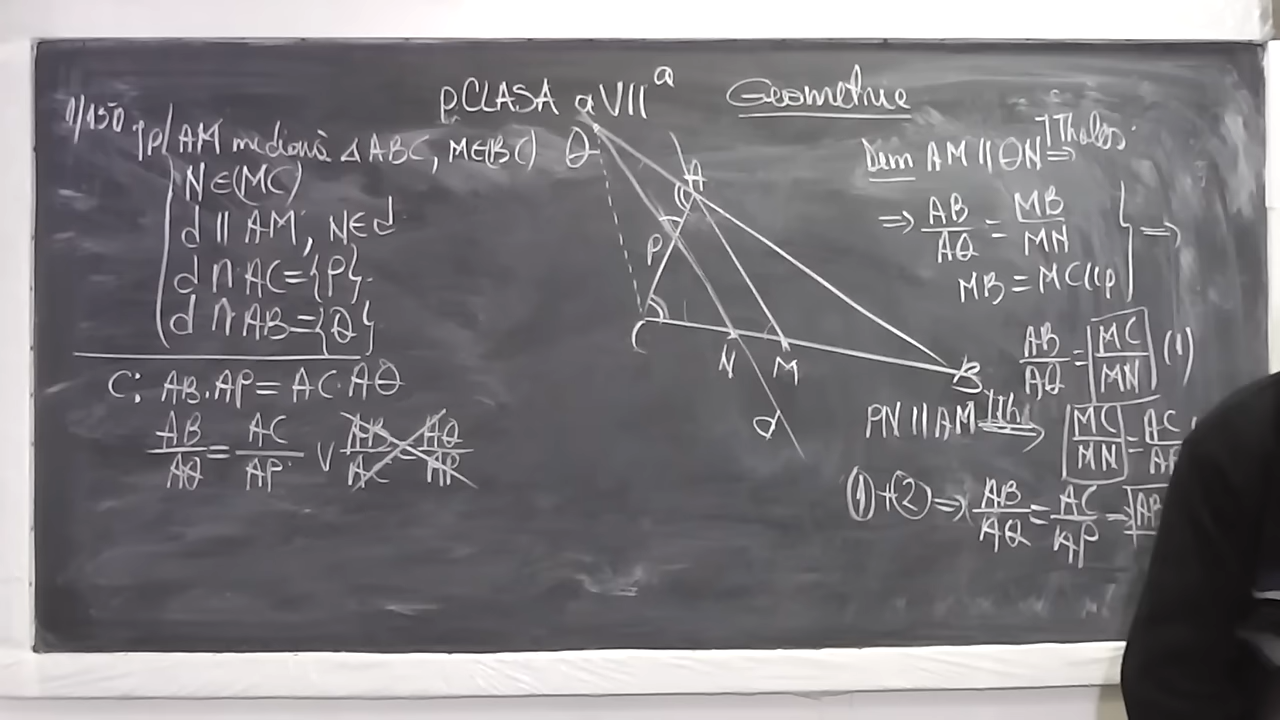 CLASA a VII a Geometrie
1/150
Ip/ AM mediană △ABC, M∈(BC)
N∈(MC)
d ∥ AM, N∈d
d ∩ AC={P}
d ∩ AB={Q}
C: AB·AP=AC·AQ
AB/AQ = AC/AP ∨ AB/AC AQ/AP
Q
A
P
C
N
M
B
d
Dem AM ∥ QN ⇒ T Thales
⇒ AB/AQ = MB/MN
MB=MC(ip } ⇒
AB/AQ = MC/MN (1)
PN ∥ AM Th ⇒ MC/MN = AC/
(1)+(2) ⇒ AB/AQ = AC/AP ⇒ AB